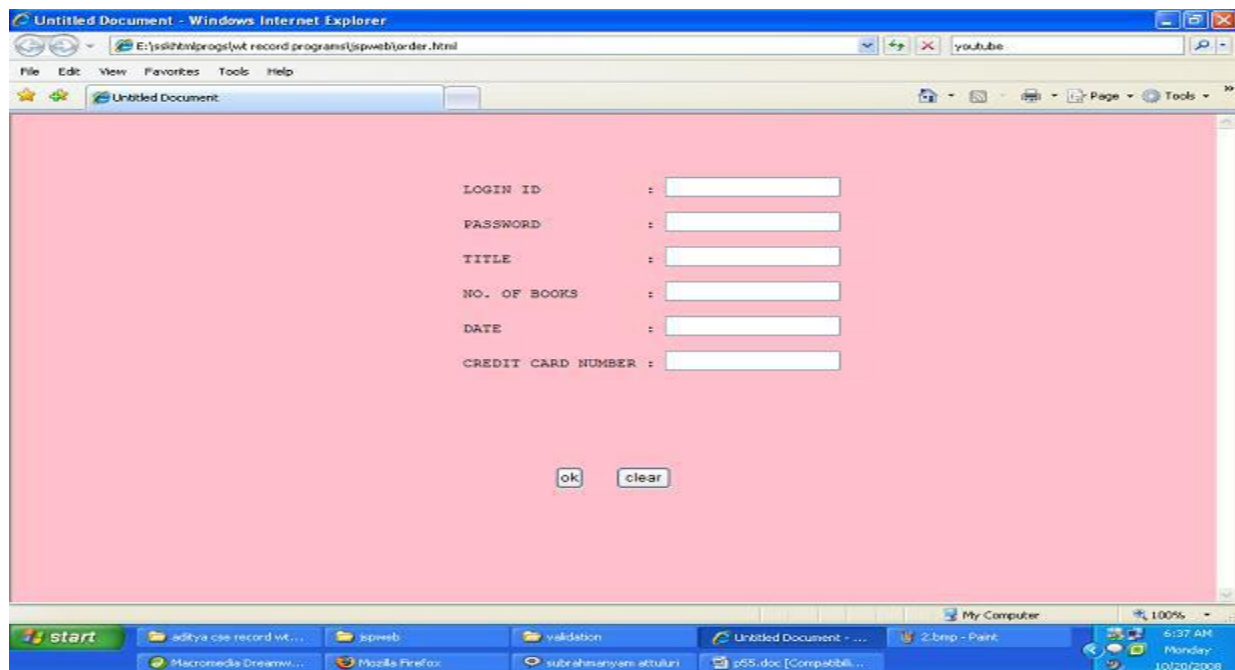 Untitled Document - Windows Internet Explorer
E:\sskhtmlprogs\wt record programs\jspweb\order.html youtube
File Edit View Favorites Tools Help
Untitled Document Page Tools
LOGIN ID :
PASSWORD :
TITLE :
NO. OF BOOKS :
DATE :
CREDIT CARD NUMBER :
ok clear
My Computer 100%
start aditya cse record wt... jspweb validation Untitled Document - ... 2.bmp - Paint 6:37 AM
Macromedia Dreamw... Mozilla Firefox subrahmanyam attuluri p55.doc [Compatibili... Monday
10/20/2008